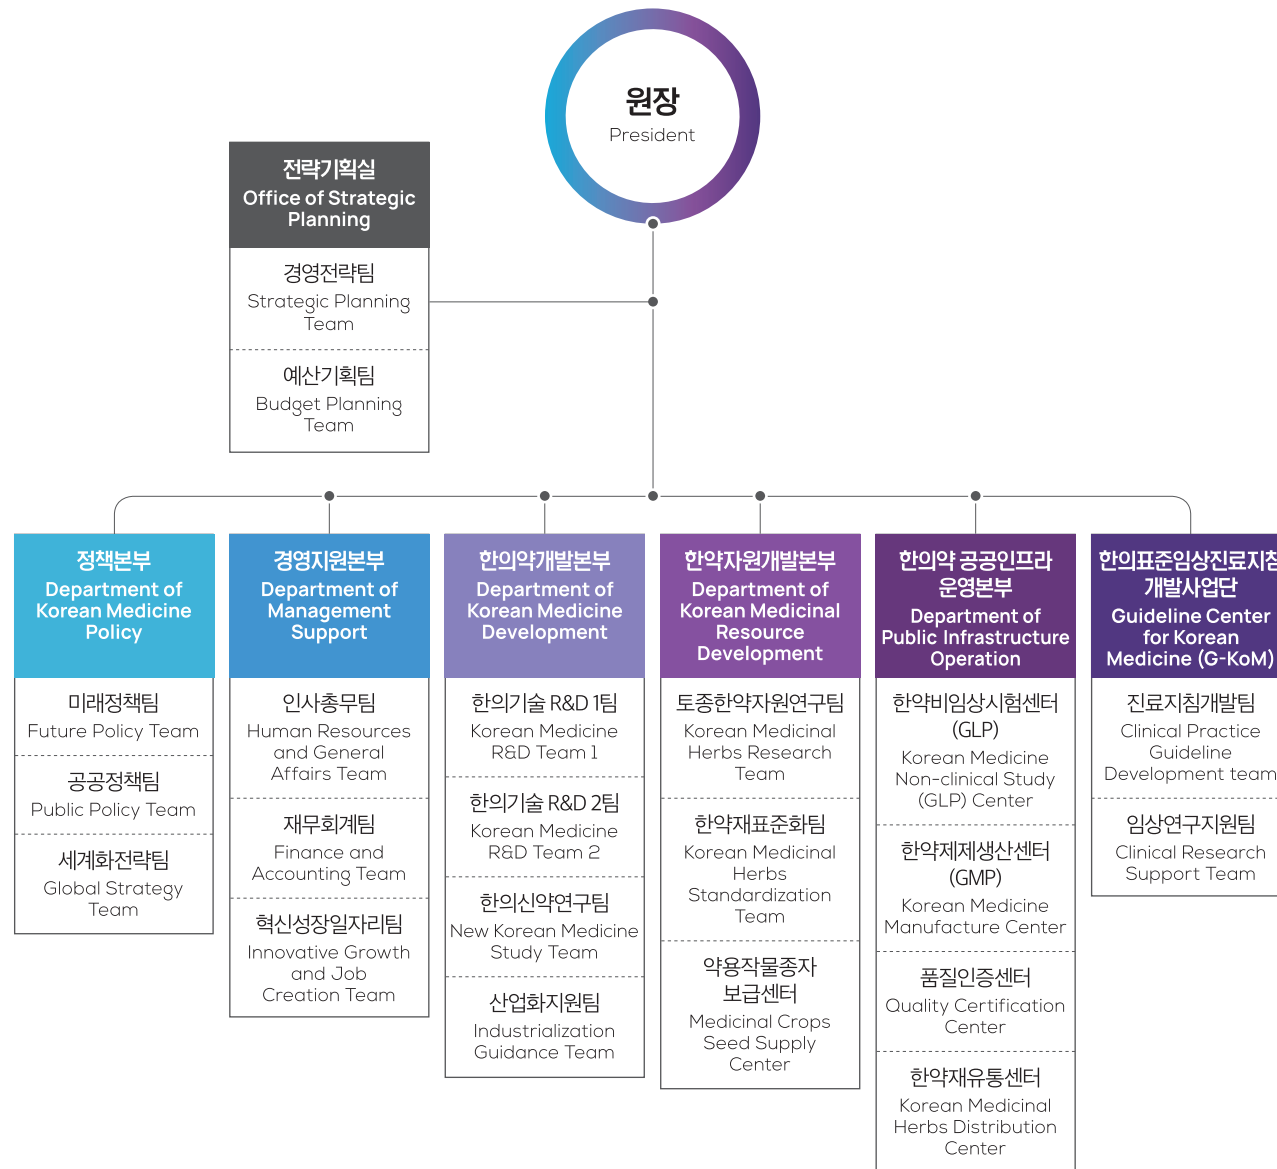 원장
President
전략기획실
Office of Strategic
Planning
경영전략팀
Strategic Planning
Team
예산기획팀
Budget Planning
Team
정책본부
Department of
Korean Medicine
Policy
미래정책팀
Future Policy Team
공공정책팀
Public Policy Team
세계화전략팀
Global Strategy
Team
경영지원본부
Department of
Management
Support
인사총무팀
Human Resources
and General
Affairs Team
재무회계팀
Finance and
Accounting Team
혁신성장일자리팀
Innovative Growth
and Job
Creation Team
한의약개발본부
Department of
Korean Medicine
Development
한의기술 R&D 1팀
Korean Medicine
R&D Team 1
한의기술 R&D 2팀
Korean Medicine
R&D Team 2
한의신약연구팀
New Korean Medicine
Study Team
산업화지원팀
Industrialization
Guidance Team
한약자원개발본부
Department of
Korean Medicinal
Resource
Development
토종한약자원연구팀
Korean Medicinal
Herbs Research
Team
한약재표준화팀
Korean Medicinal
Herbs
Standardization
Team
약용작물종자
보급센터
Medicinal Crops
Seed Supply
Center
한의약 공공인프라
운영본부
Department of
Public Infrastructure
Operation
한약비임상시험센터
(GLP)
Korean Medicine
Non-clinical Study
(GLP) Center
한약제제생산센터
(GMP)
Korean Medicine
Manufacture Center
품질인증센터
Quality Certification
Center
한약재유통센터
Korean Medicinal
Herbs Distribution
Center
한의표준임상진료지침
개발사업단
Guideline Center
for Korean
Medicine (G-KoM)
진료지침개발팀
Clinical Practice
Guideline
Development team
임상연구지원팀
Clinical Research
Support Team